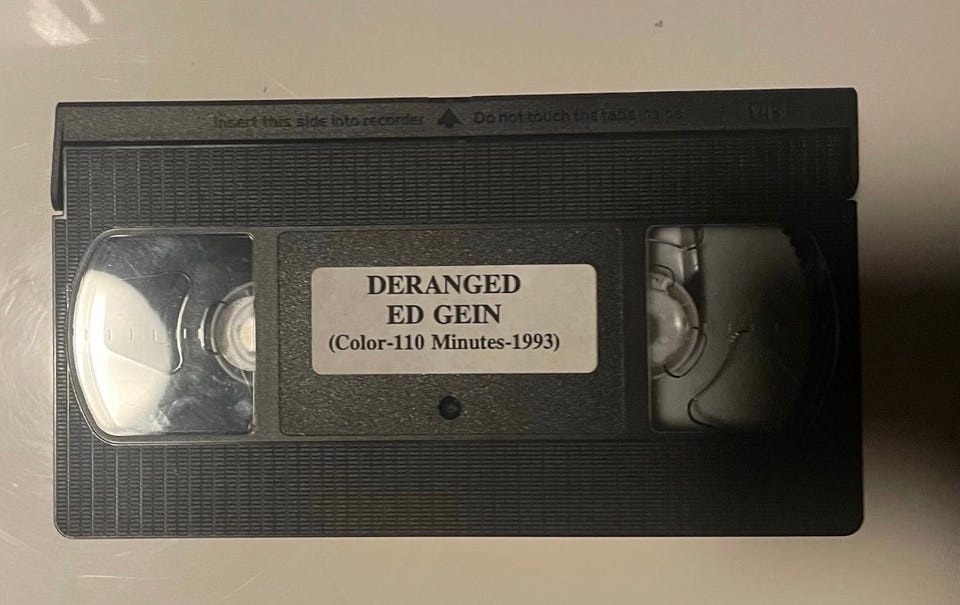 Insert this side into recorder Do not touch the tape inside
VHS
DERANGED
ED GEIN
(Color-110 Minutes-1993)